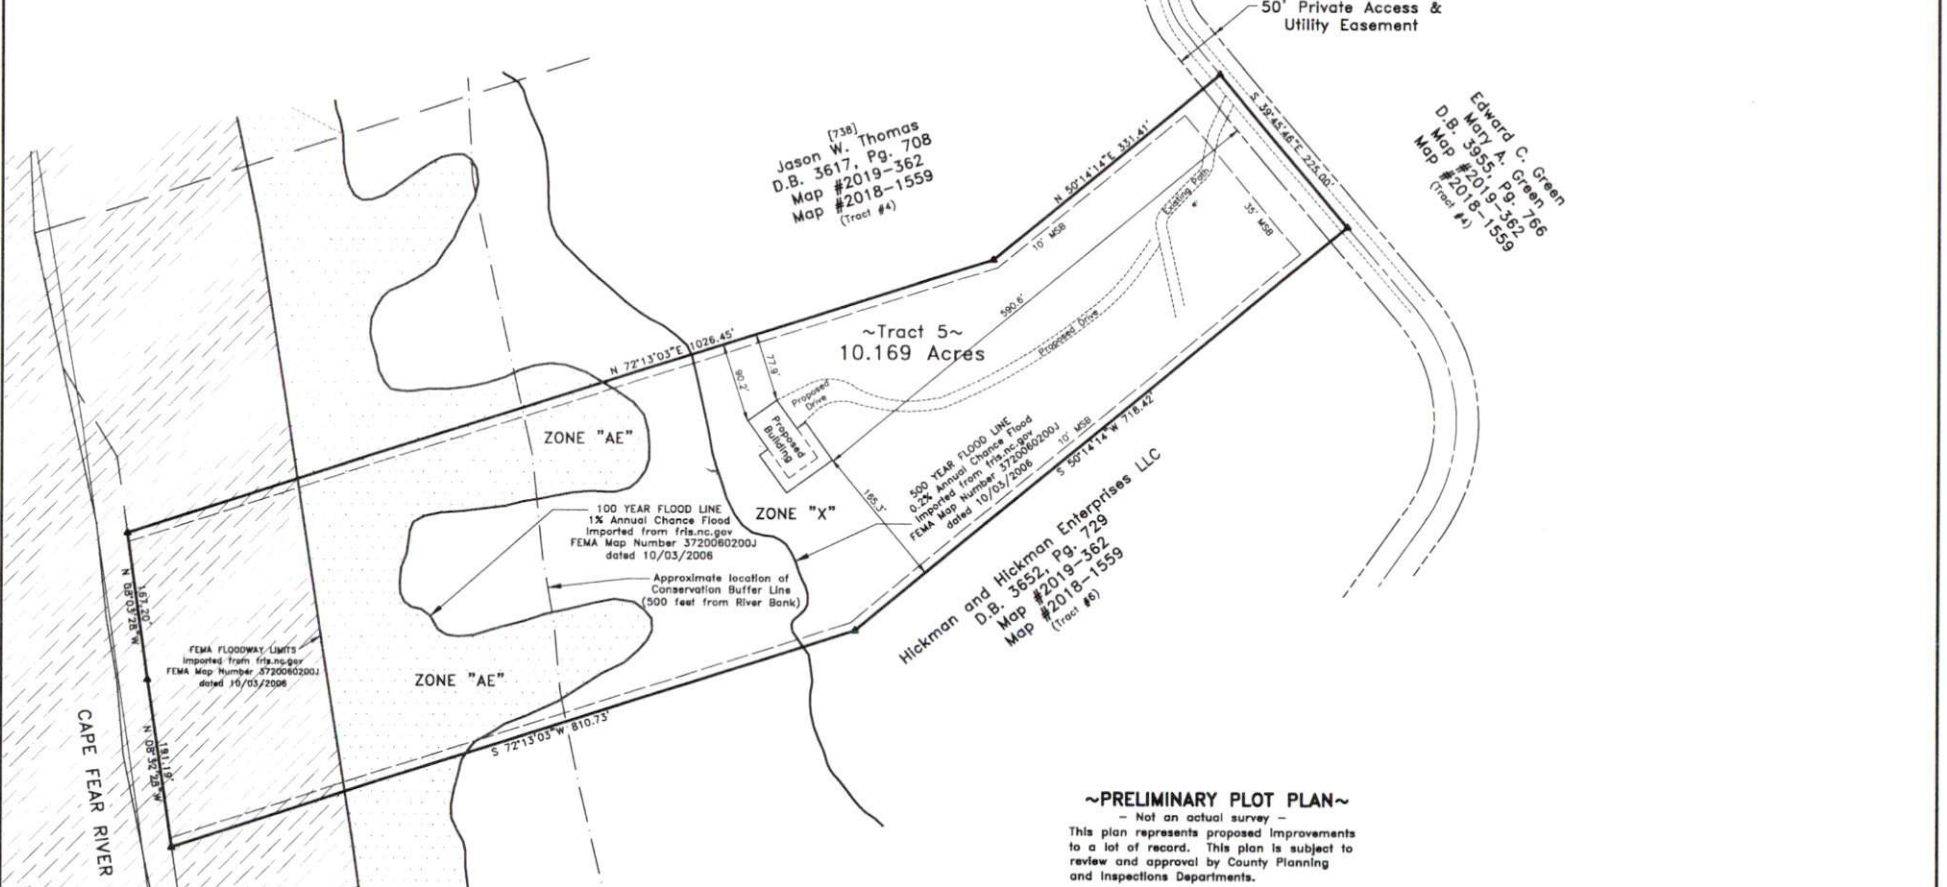 50' Private Access &
Utility Easement
[738]
Jason W. Thomas
D.B. 3617, Pg. 708
Map #2019-362
Map #2018-1559
(Tract #4)
N 50°14'14"E 331.41'
S 39°45'46"E 225.00'
Edward C. Green
Mary A. Green
D.B. 3955, Pg. 766
Map #2019-362
Map #2018-1559
(Tract #4)
10' MSB
Existing Path
35' MSB
590.6'
~Tract 5~
10.169 Acres
Proposed Drive
N 72°13'03"E 1026.45'
90.2'
77.9'
Proposed
Drive
Proposed
Building
ZONE "AE"
500 YEAR FLOOD LINE
0.2% Annual Chance Flood
Imported from fris.nc.gov
FEMA Map Number 3720060200J
dated 10/03/2006
10' MSB
S 50°14'14"W 718.42'
165.3'
ZONE "X"
100 YEAR FLOOD LINE
1% Annual Chance Flood
Imported from fris.nc.gov
FEMA Map Number 3720060200J
dated 10/03/2006
Approximate location of
Conservation Buffer Line
(500 feet from River Bank)
Hickman and Hickman Enterprises LLC
D.B. 3652, Pg. 729
Map #2019-362
Map #2018-1559
(Tract #6)
167.20'
N 08°03'28"W
FEMA FLOODWAY LIMITS
Imported from fris.nc.gov
FEMA Map Number 3720060200J
dated 10/03/2006
ZONE "AE"
S 72°13'03"W 810.73'
191.19'
N 08°32'28"W
CAPE FEAR RIVER
~PRELIMINARY PLOT PLAN~
- Not an actual survey -
This plan represents proposed improvements
to a lot of record. This plan is subject to
review and approval by County Planning
and Inspections Departments.